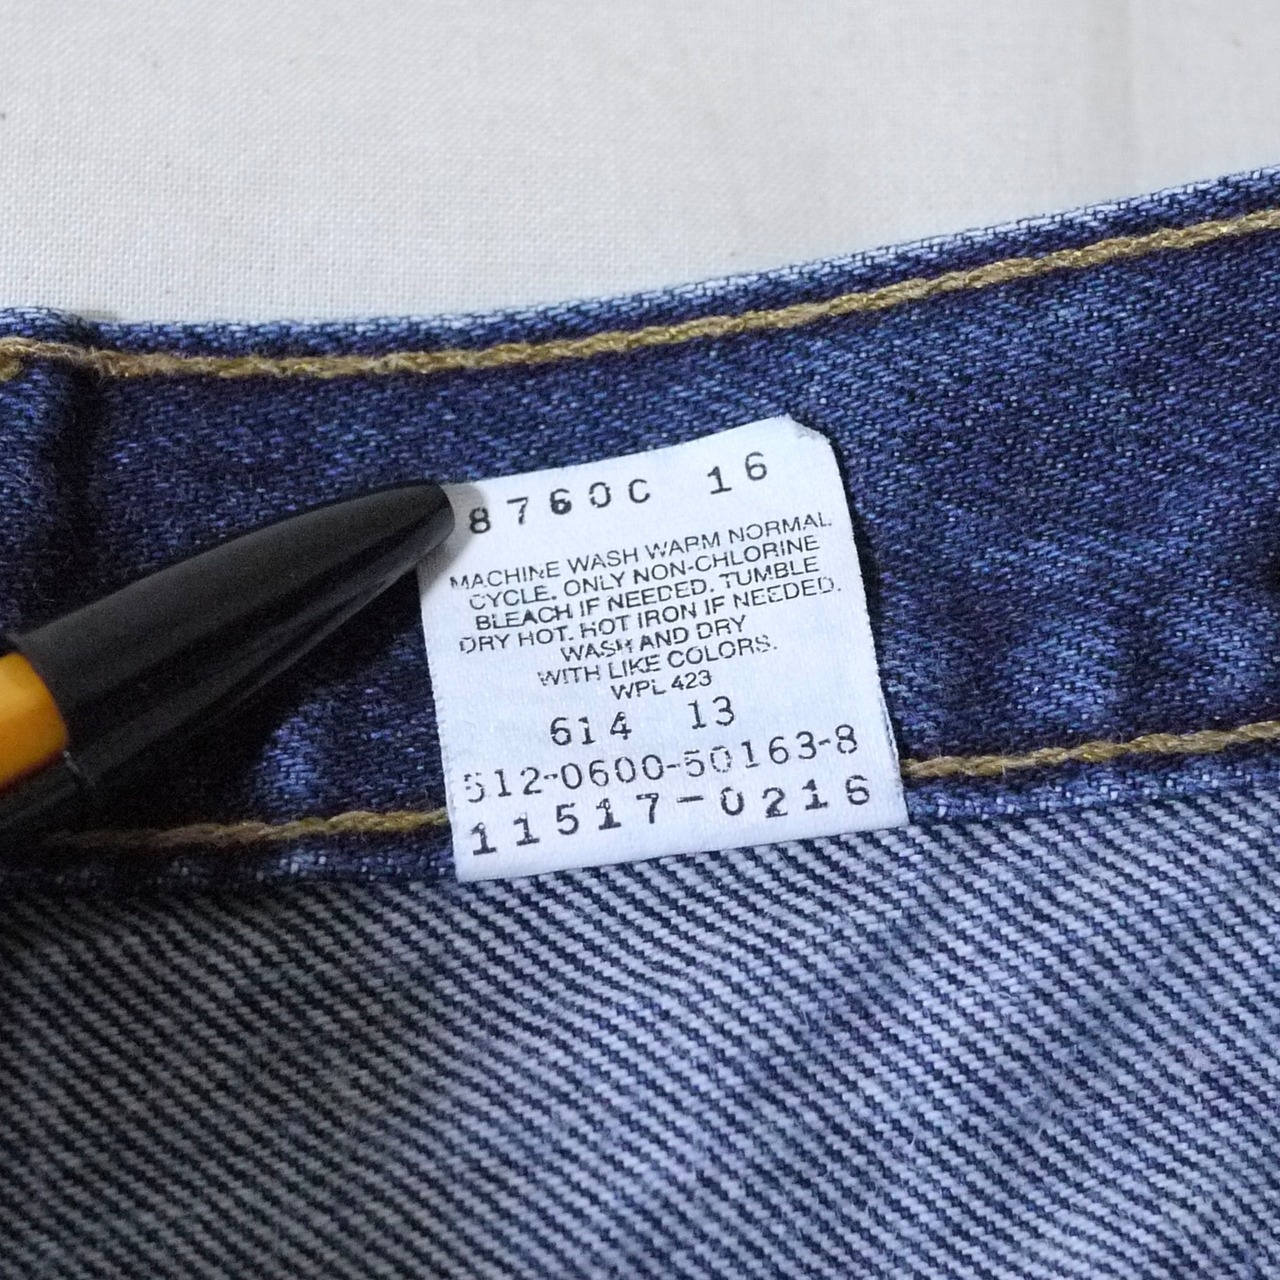 8760C 16
MACHINE WASH WARM NORMAL
CYCLE. ONLY NON-CHLORINE
BLEACH IF NEEDED. TUMBLE
DRY HOT. HOT IRON IF NEEDED.
WASH AND DRY
WITH LIKE COLORS.
WPL 423
614 13
512-0600-50163-8
11517-0216